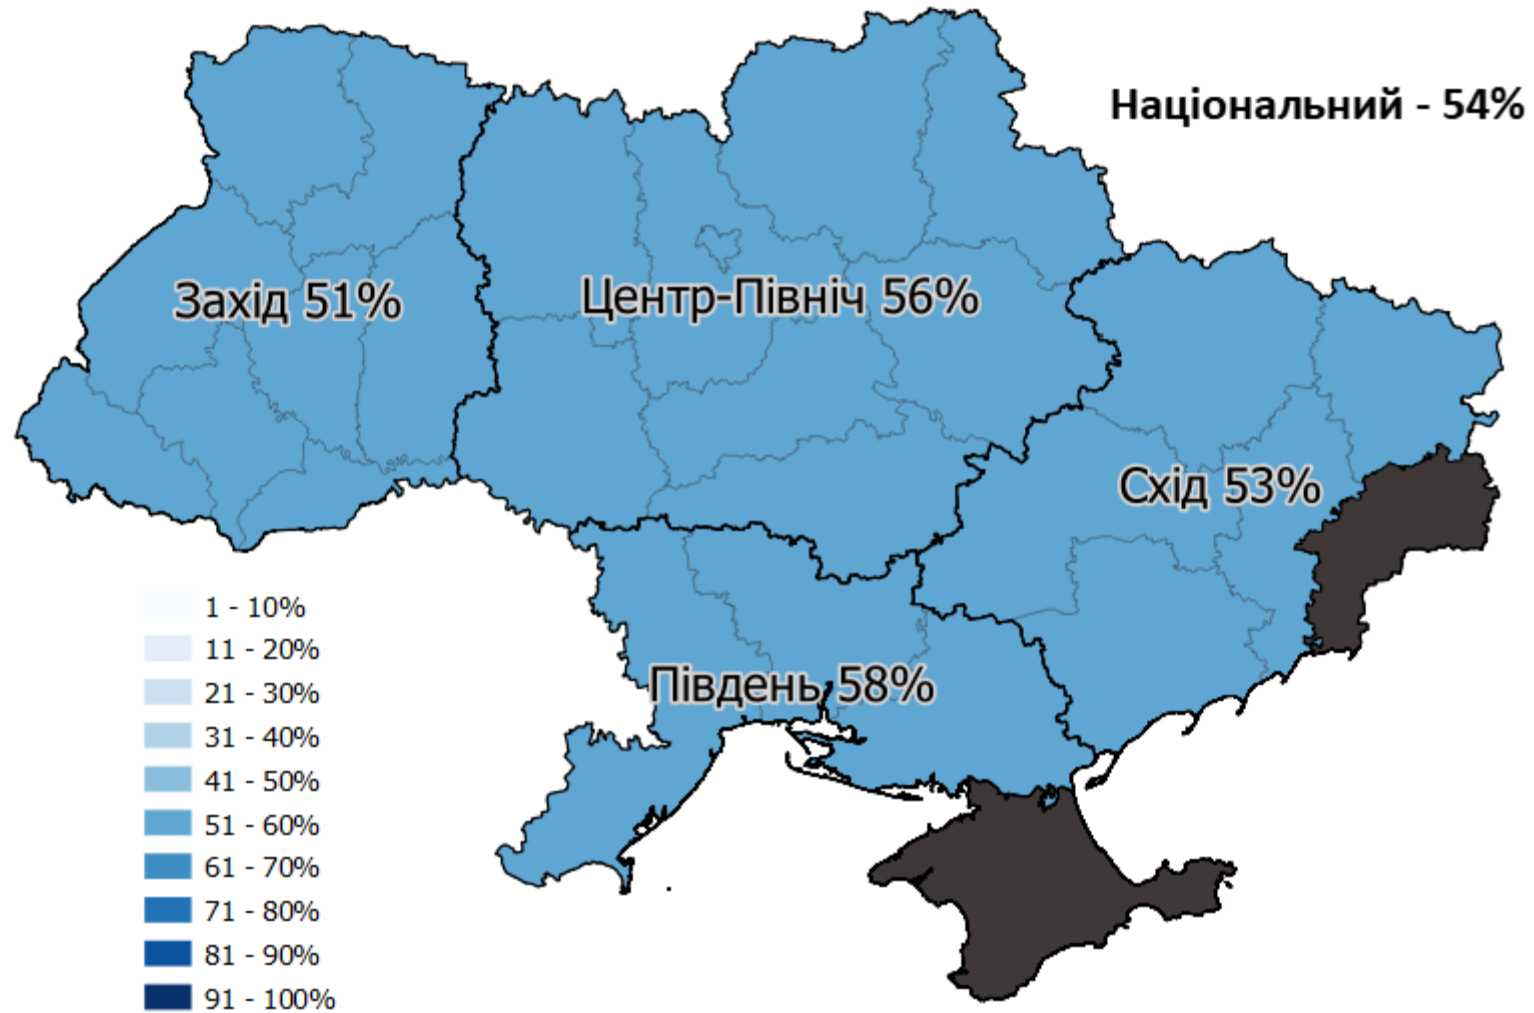 Національний - 54%
Захід 51%
Центр-Північ 56%
Схід 53%
Південь 58%
1 - 10%
11 - 20%
21 - 30%
31 - 40%
41 - 50%
51 - 60%
61 - 70%
71 - 80%
81 - 90%
91 - 100%